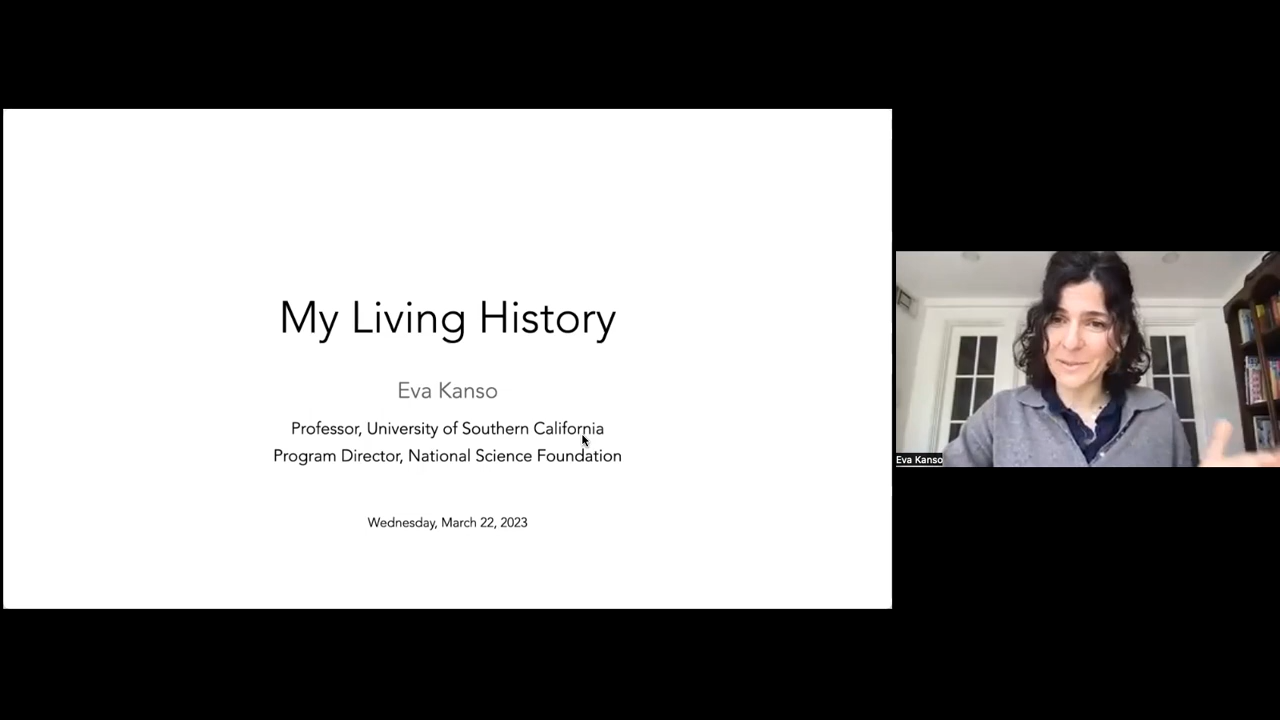 My Living History
Eva Kanso
Professor, University of Southern California
Program Director, National Science Foundation
Wednesday, March 22, 2023
Eva Kanso